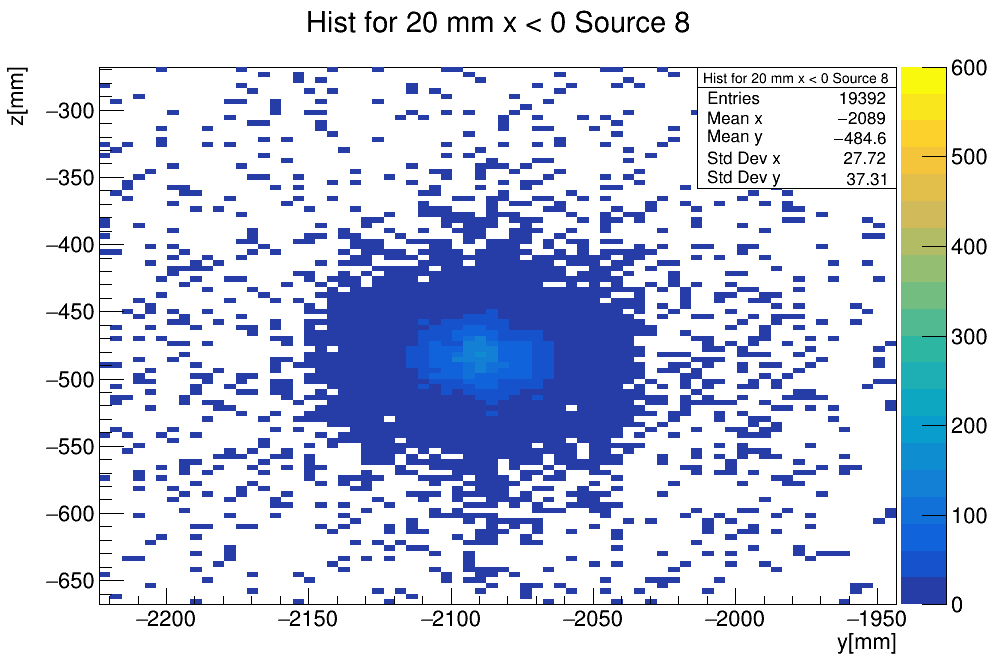 Hist for 20 mm x < 0 Source 8
z[mm]
Hist for 20 mm x < 0 Source 8
Entries 19392
Mean x −2089
Mean y −484.6
Std Dev x 27.72
Std Dev y 37.31
−300
−350
−400
−450
−500
−550
−600
−650
−2200 −2150 −2100 −2050 −2000 −1950
y[mm]
600
500
400
300
200
100
0